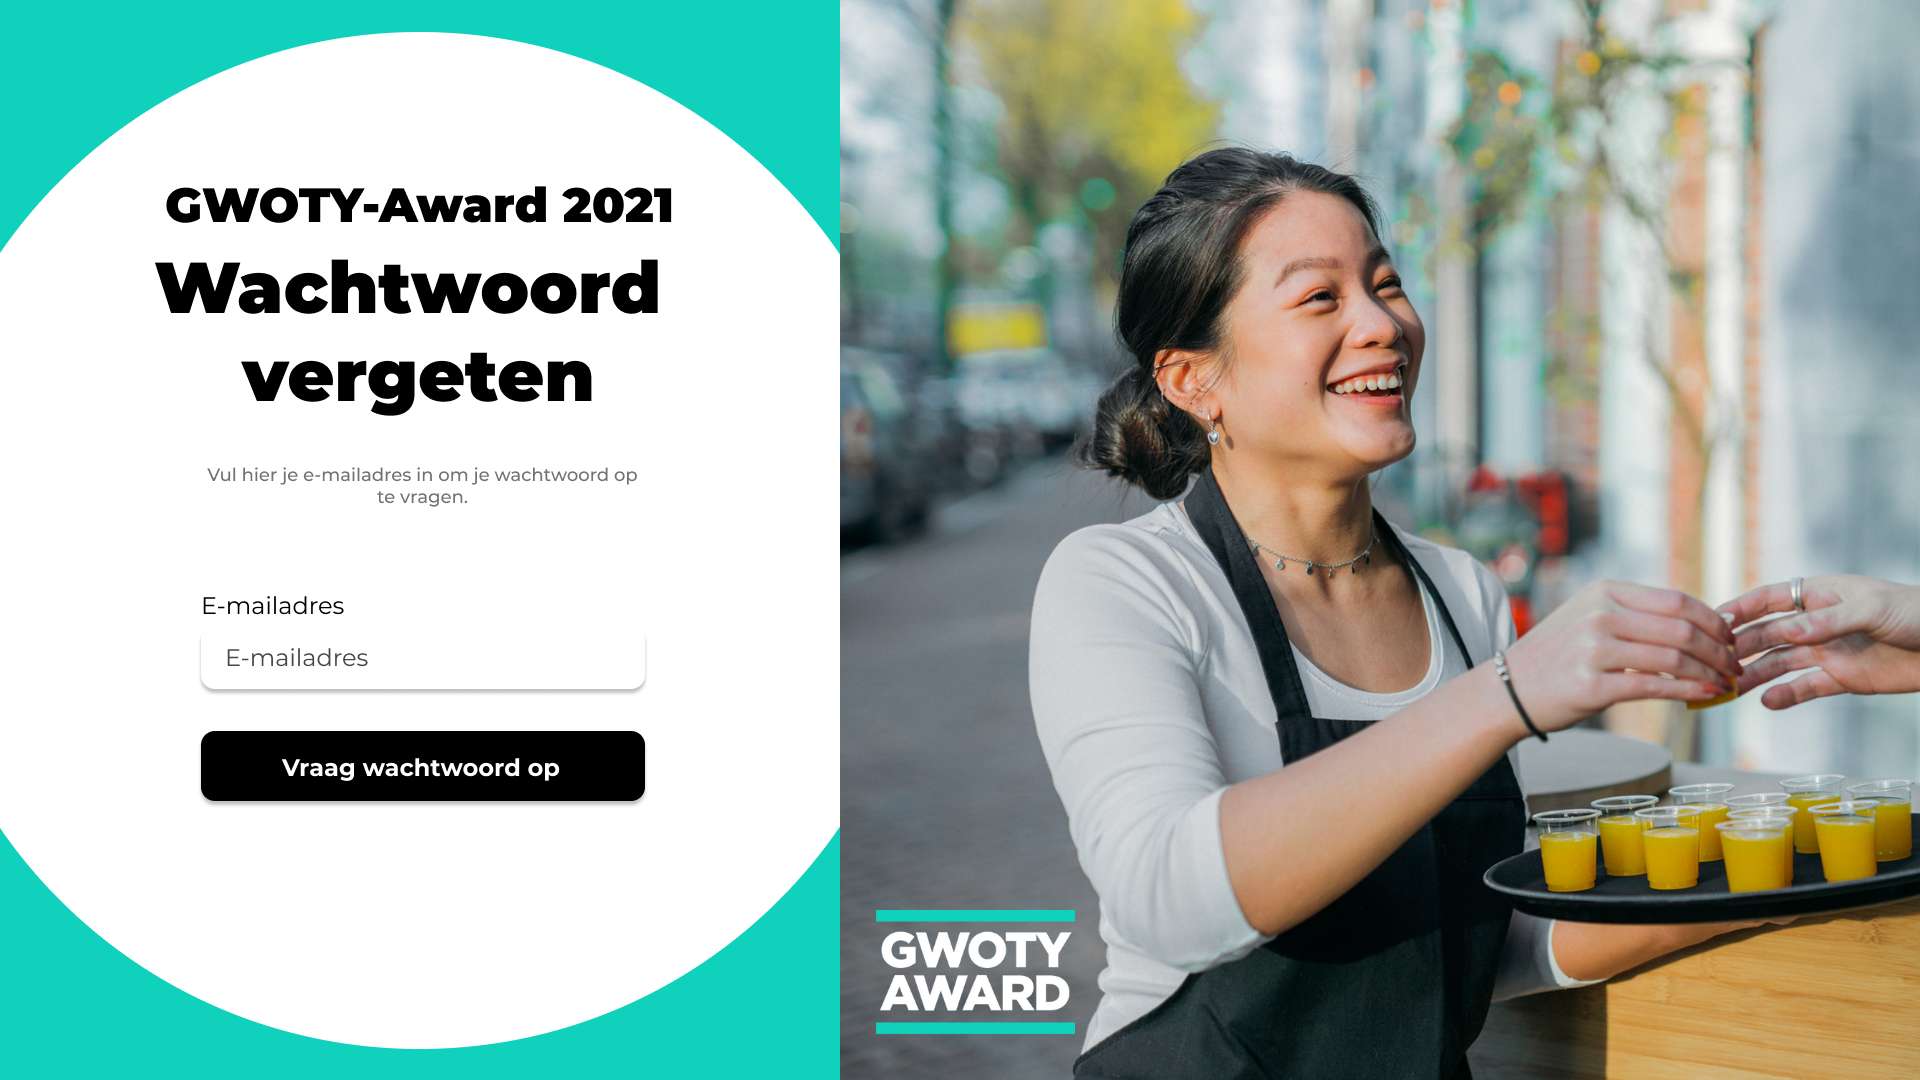 GWOTY-Award 2021
Wachtwoord
vergeten
Vul hier je e-mailadres in om je wachtwoord op
te vragen.
E-mailadres
E-mailadres
Vraag wachtwoord op
GWOTY
AWARD